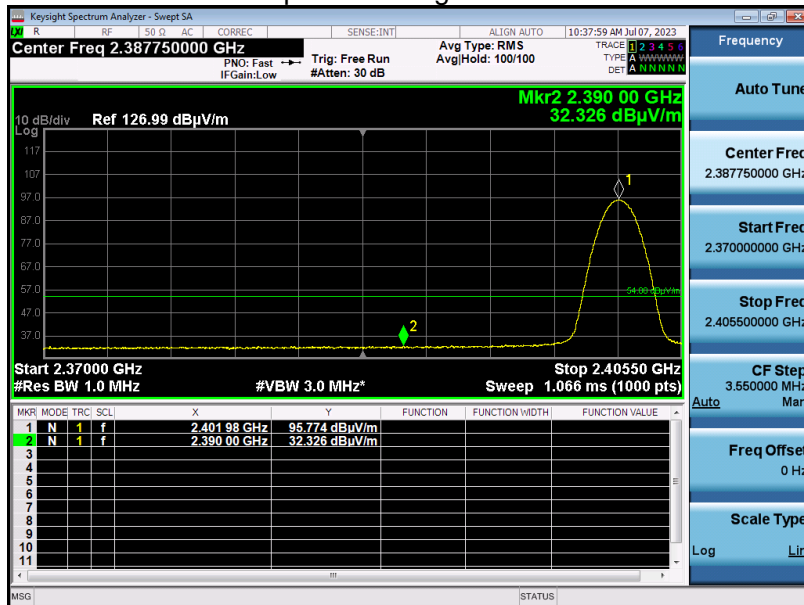 Keysight Spectrum Analyzer - Swept SA
LXI R RF 50 Ω AC CORREC SENSE:INT ALIGN AUTO 10:37:59 AM Jul 07, 2023
Center Freq 2.387750000 GHz
PNO: Fast
IFGain:Low
Trig: Free Run
#Atten: 30 dB
Avg Type: RMS
Avg|Hold: 100/100
TRACE 1 2 3 4 5 6
TYPE A WWWWW
DET A N N N N N
Mkr2 2.390 00 GHz
32.326 dBµV/m
10 dB/div Ref 126.99 dBµV/m
Log
117
107
97.0
87.0
77.0
67.0
57.0
47.0
37.0
1
54.00 dBµV/m
2
Start 2.37000 GHz Stop 2.40550 GHz
#Res BW 1.0 MHz #VBW 3.0 MHz* Sweep 1.066 ms (1000 pts)
MKR MODE TRC SCL X Y FUNCTION FUNCTION WIDTH FUNCTION VALUE
1 N 1 f 2.401 98 GHz 95.774 dBµV/m
2 N 1 f 2.390 00 GHz 32.326 dBµV/m
3
4
5
6
7
8
9
10
11
MSG STATUS
Frequency
Auto Tune
Center Freq
2.387750000 GHz
Start Freq
2.370000000 GHz
Stop Freq
2.405500000 GHz
CF Step
3.550000 MHz
Auto Man
Freq Offset
0 Hz
Scale Type
Log Lin